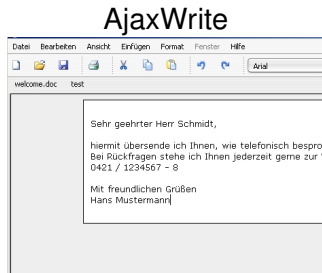 AjaxWrite
Datei Bearbeiten Ansicht Einfügen Format Fenster Hilfe
Arial
welcome.doc test
Sehr geehrter Herr Schmidt,
hiermit übersende ich Ihnen, wie telefonisch bespro
Bei Rückfragen stehe ich Ihnen jederzeit gerne zur
0421 / 1234567 - 8
Mit freundlichen Grüßen
Hans Mustermann